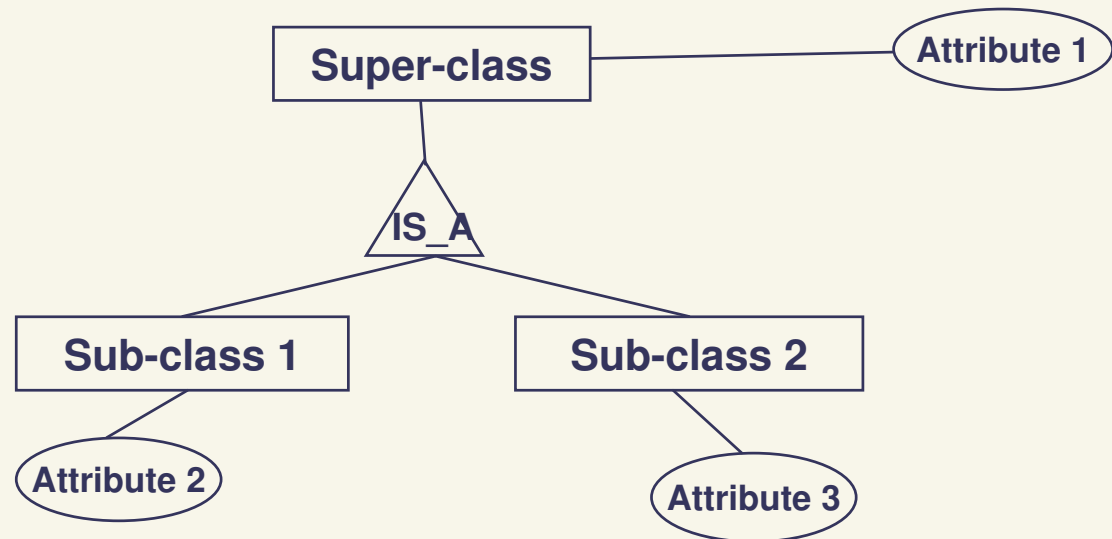 Super-class
Attribute 1
IS_A
Sub-class 1
Sub-class 2
Attribute 2
Attribute 3